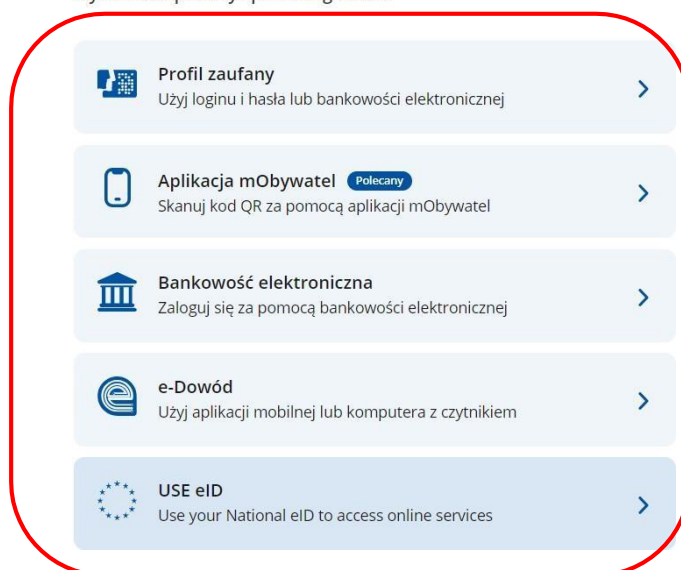 Profil zaufany
Użyj loginu i hasła lub bankowości elektronicznej
Aplikacja mObywatel Polecany
Skanuj kod QR za pomocą aplikacji mObywatel
Bankowość elektroniczna
Zaloguj się za pomocą bankowości elektronicznej
e-Dowód
Użyj aplikacji mobilnej lub komputera z czytnikiem
USE eID
Use your National eID to access online services